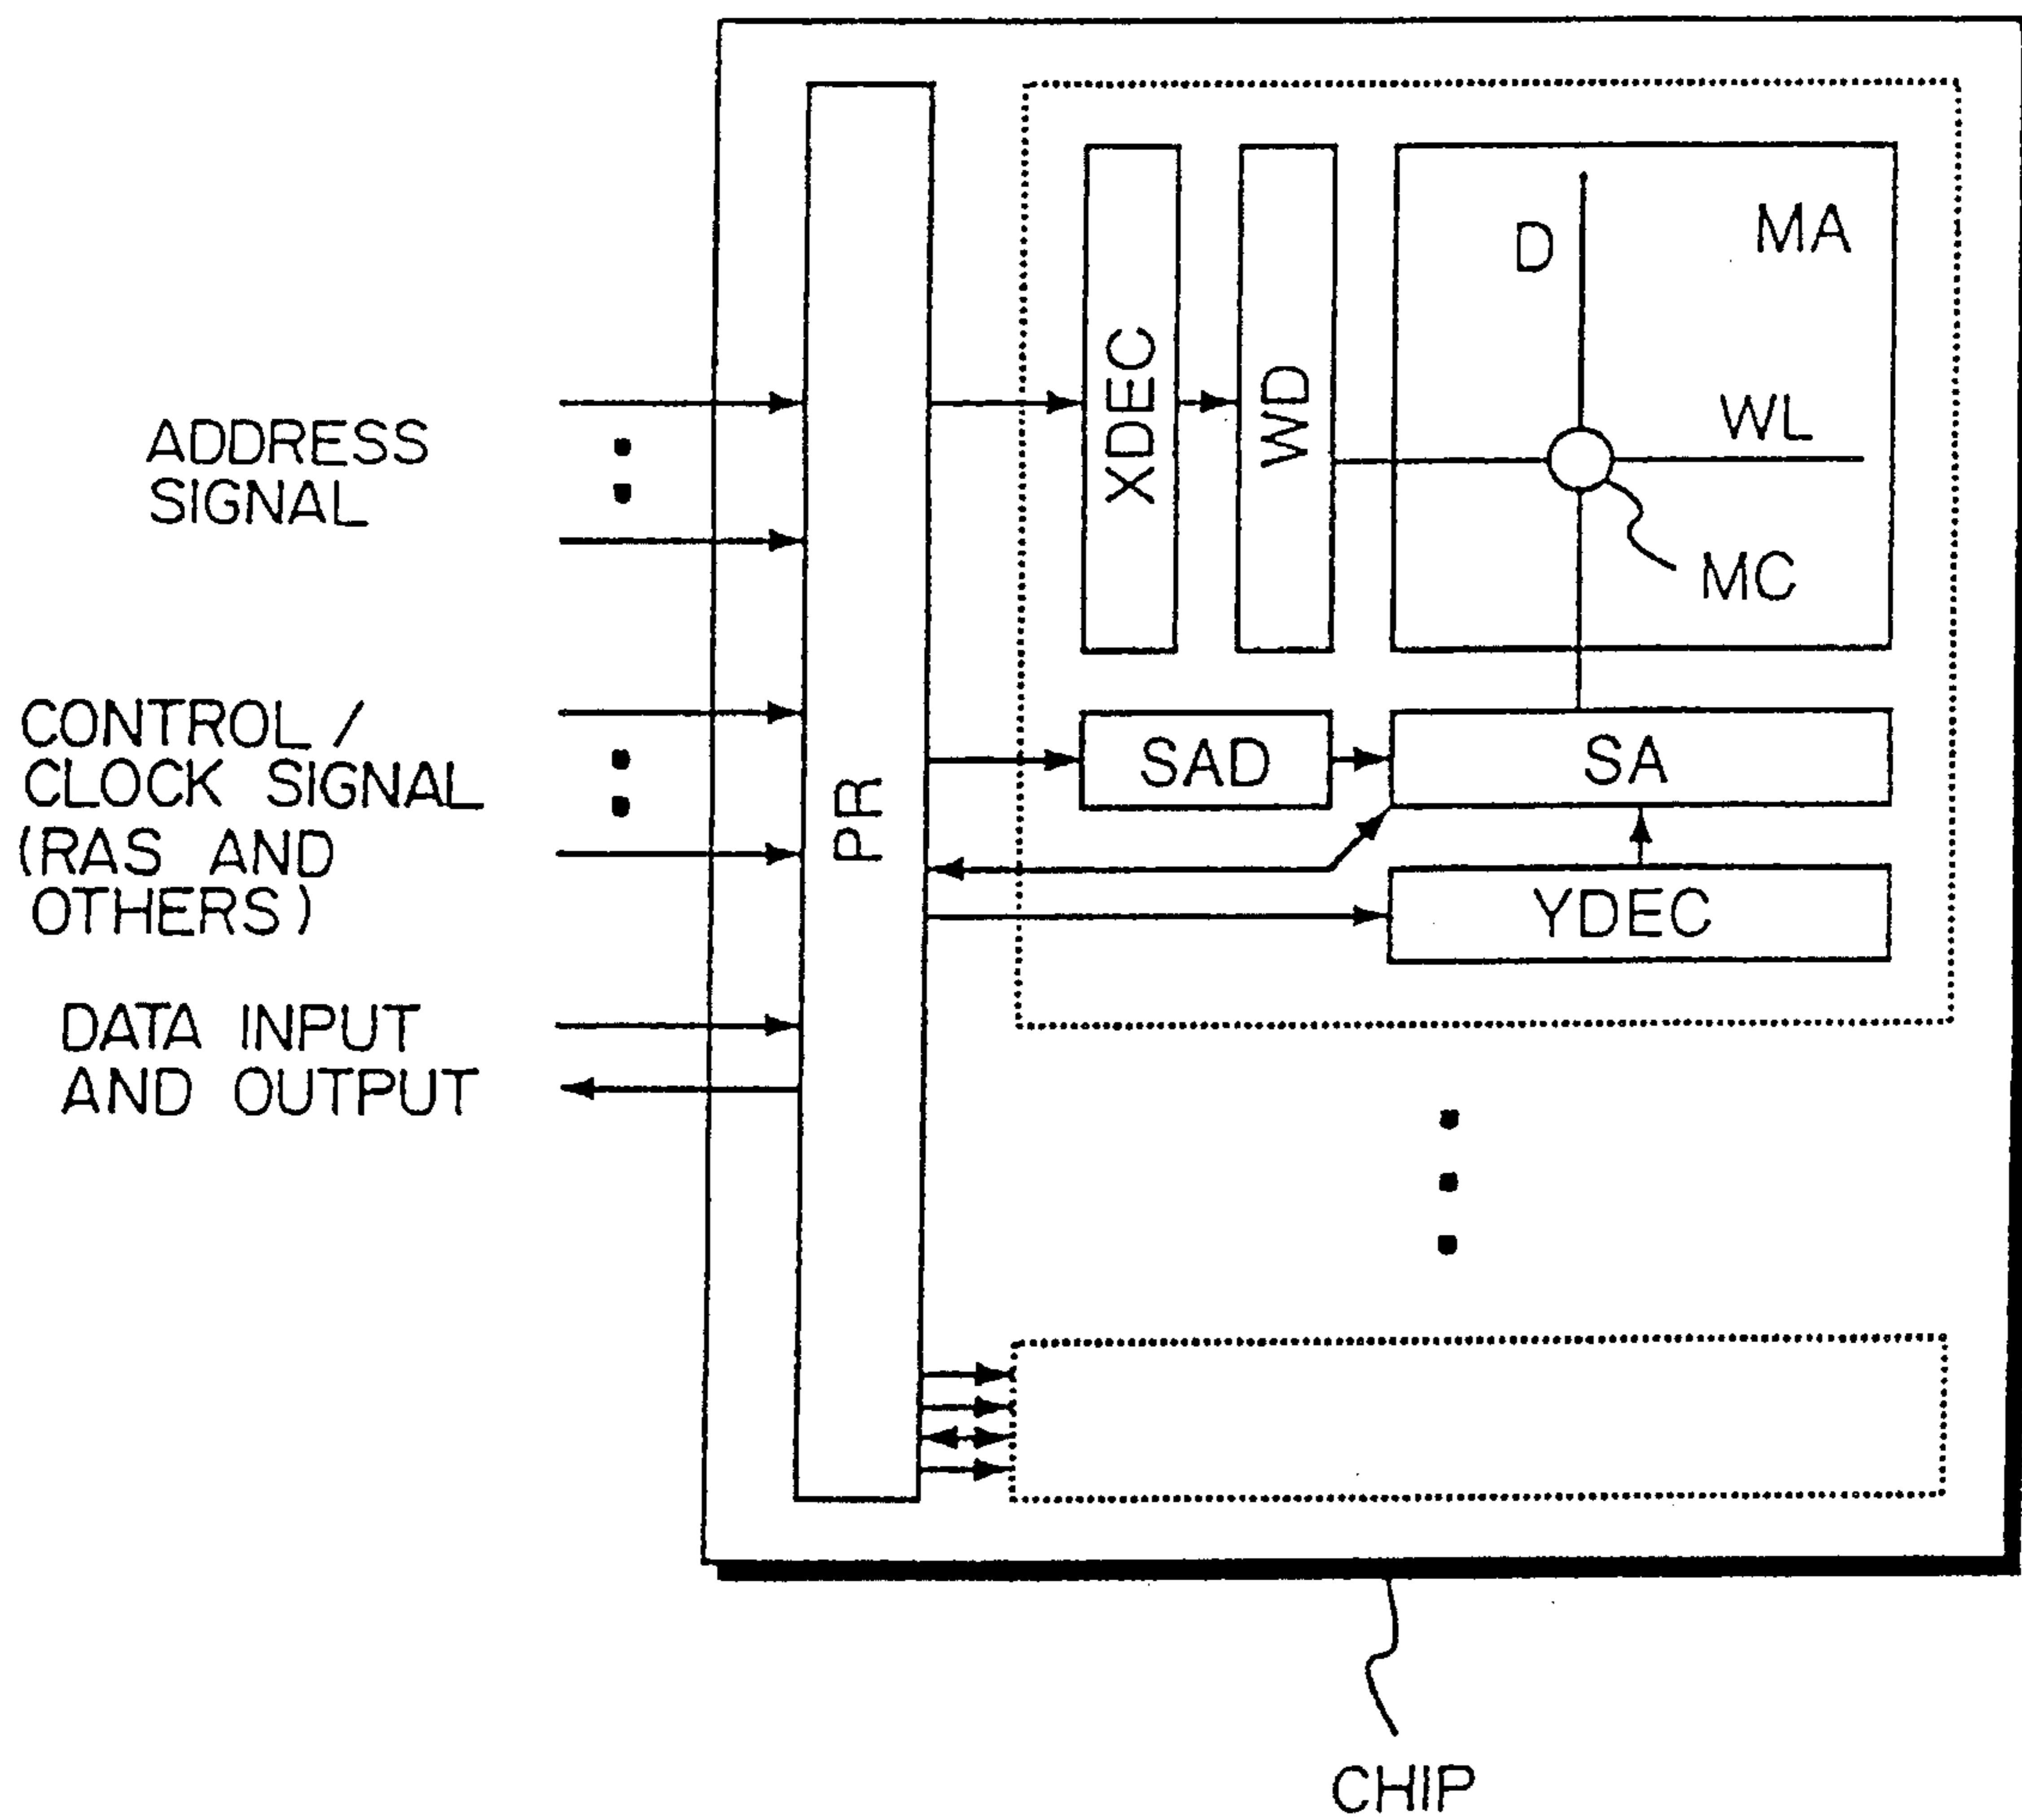 ADDRESS
SIGNAL
CONTROL /
CLOCK SIGNAL
(RAS AND
OTHERS)
DATA INPUT
AND OUTPUT
PR
XDEC
WD
D
MA
WL
MC
SAD
SA
YDEC
CHIP